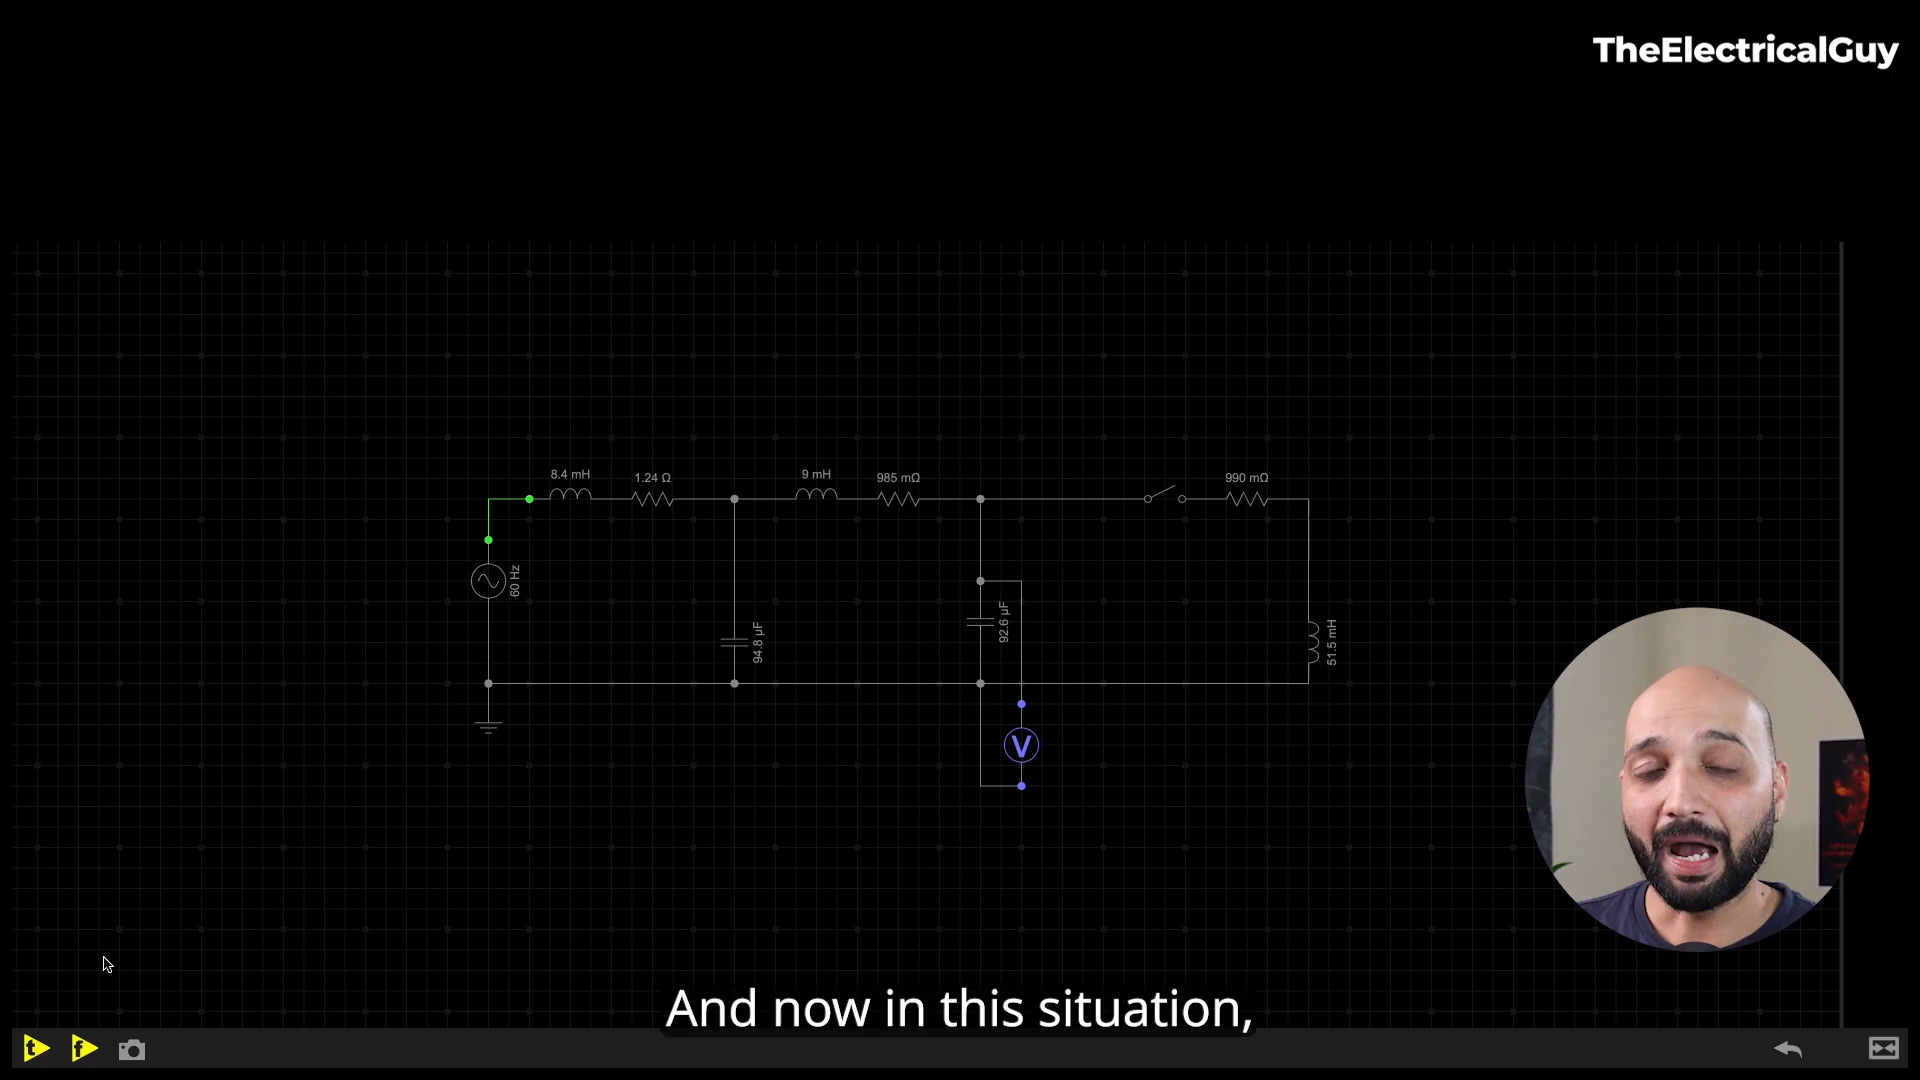 TheElectricalGuy
8.4 mH
1.24 Ω
9 mH
985 mΩ
990 mΩ
60 Hz
94.8 µF
92.6 µF
51.5 mH
V
And now in this situation,
t
f